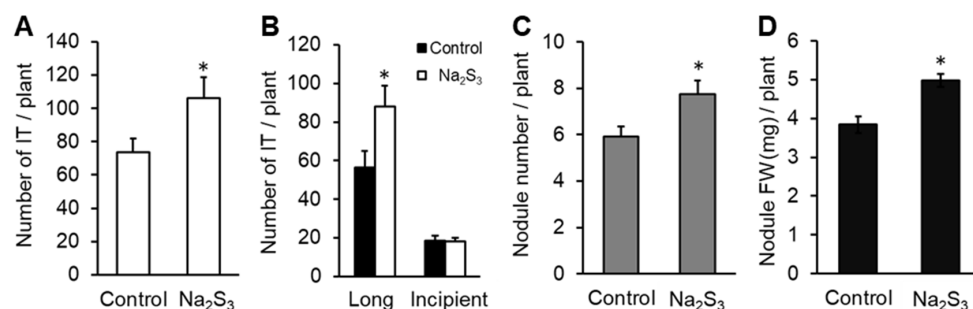 A
Number of IT / plant
140
120
100
80
60
40
20
0
*
Control
Na₂S₃
B
Number of IT / plant
120
100
80
60
40
20
0
*
Control
Na₂S₃
Long
Incipient
C
Nodule number / plant
10
8
6
4
2
0
*
Control
Na₂S₃
D
Nodule FW(mg) / plant
6
5
4
3
2
1
0
*
Control
Na₂S₃